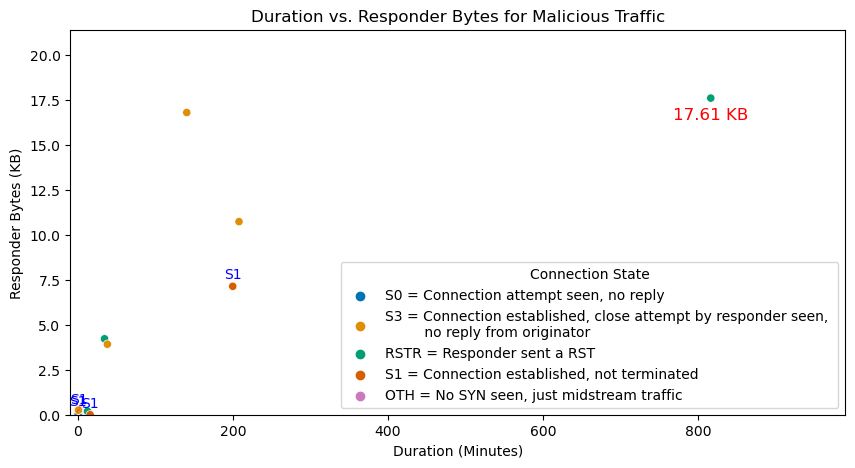 Duration vs. Responder Bytes for Malicious Traffic
Responder Bytes (KB)
20.0
17.5
15.0
12.5
10.0
7.5
5.0
2.5
0.0
17.61 KB
S1
S1
S1
Connection State
S0 = Connection attempt seen, no reply
S3 = Connection established, close attempt by responder seen,
no reply from originator
RSTR = Responder sent a RST
S1 = Connection established, not terminated
OTH = No SYN seen, just midstream traffic
0
200
400
600
800
Duration (Minutes)